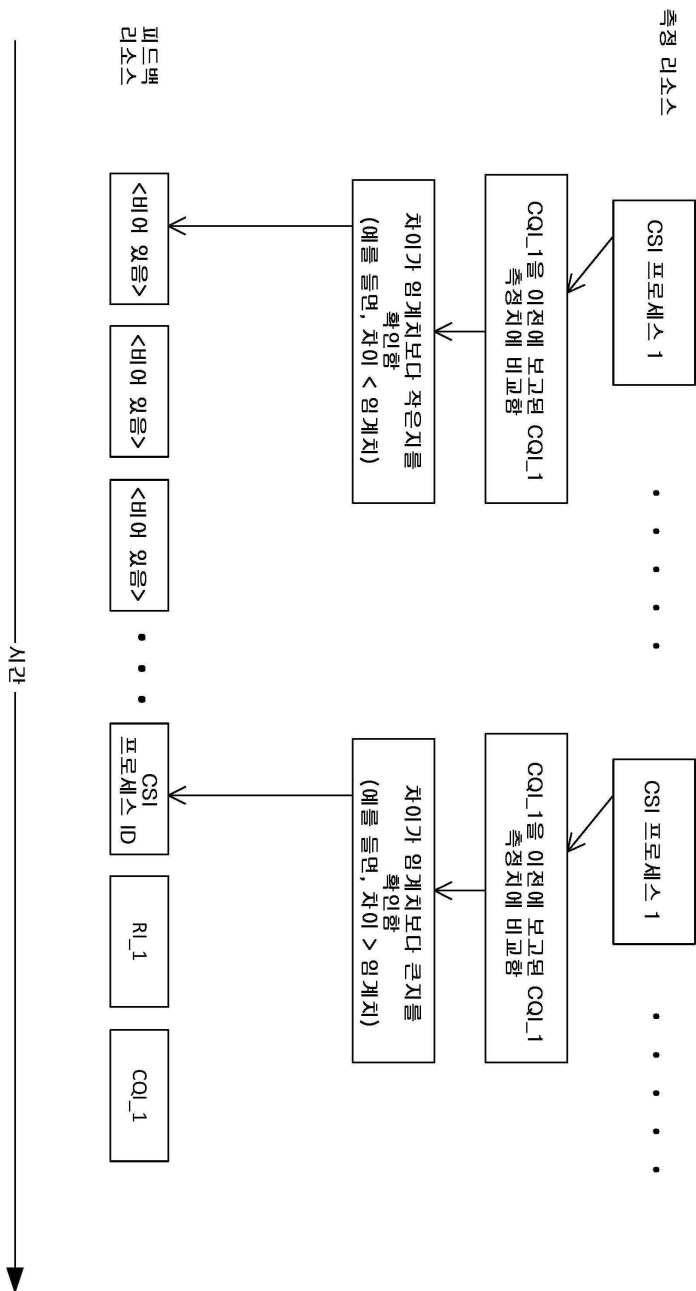 측정 리소스
CSI 프로세스 1
CSI 프로세스 1
CQI_1을 이전에 보고된 CQI_1
측정치에 비교함
CQI_1을 이전에 보고된 CQI_1
측정치에 비교함
차이가 임계치보다 작은지를
확인함
(예를 들면, 차이 < 임계치)
차이가 임계치보다 큰지를
확인함
(예를 들면, 차이 > 임계치)
피드백
리소스
<비어 있음>
<비어 있음>
<비어 있음>
CSI
프로세스 ID
RI_1
CQI_1
시간